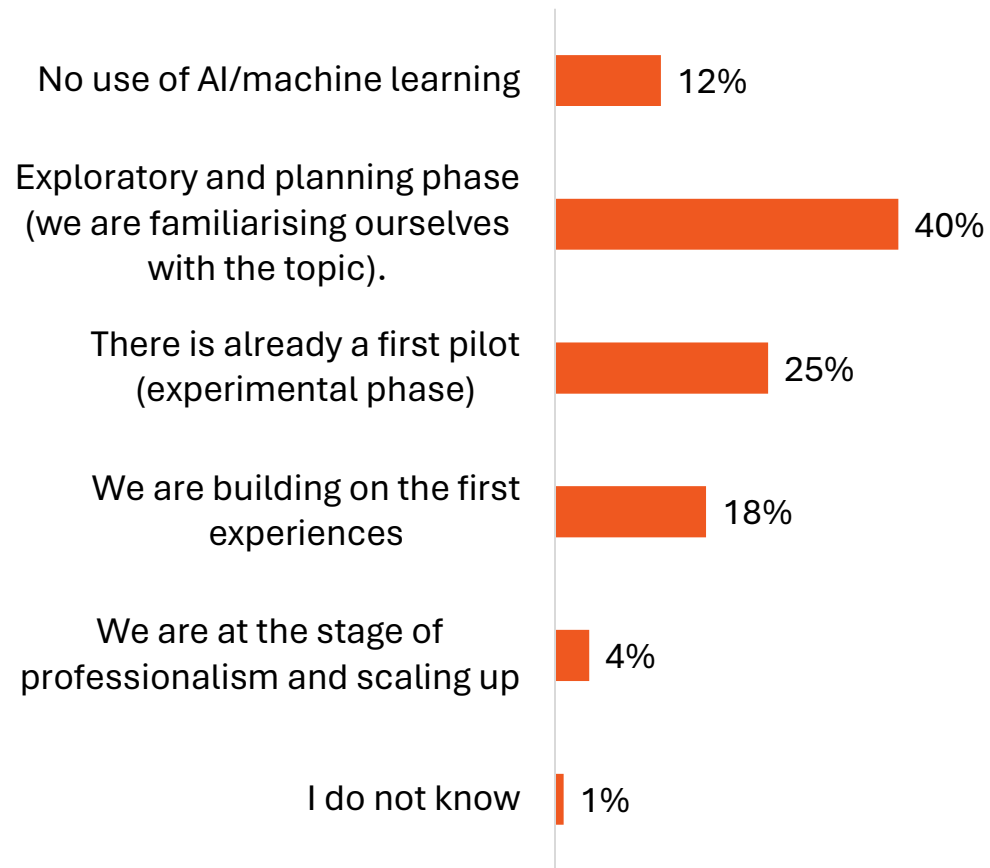 No use of AI/machine learning
12%
Exploratory and planning phase
(we are familiarising ourselves
with the topic).
40%
There is already a first pilot
(experimental phase)
25%
We are building on the first
experiences
18%
We are at the stage of
professionalism and scaling up
4%
I do not know
1%